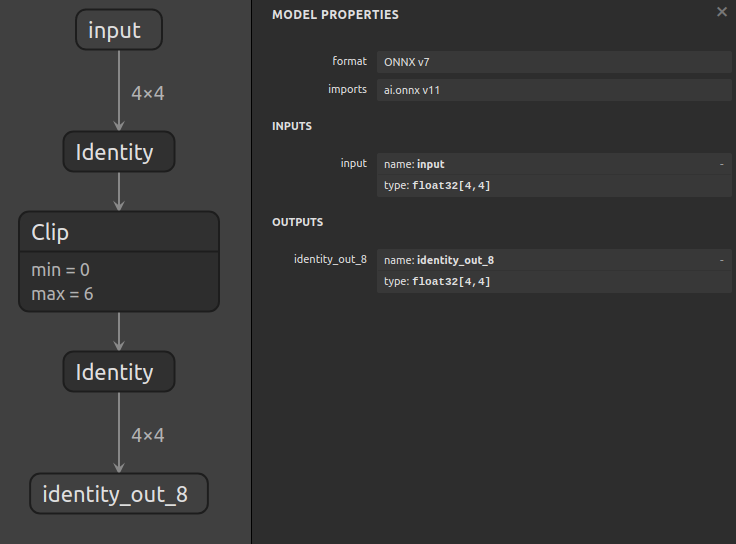 input
4×4
Identity
Clip
min = 0
max = 6
Identity
4×4
identity_out_8
MODEL PROPERTIES ×
format ONNX v7
imports ai.onnx v11
INPUTS
input name: input -
type: float32[4,4]
OUTPUTS
identity_out_8 name: identity_out_8 -
type: float32[4,4]